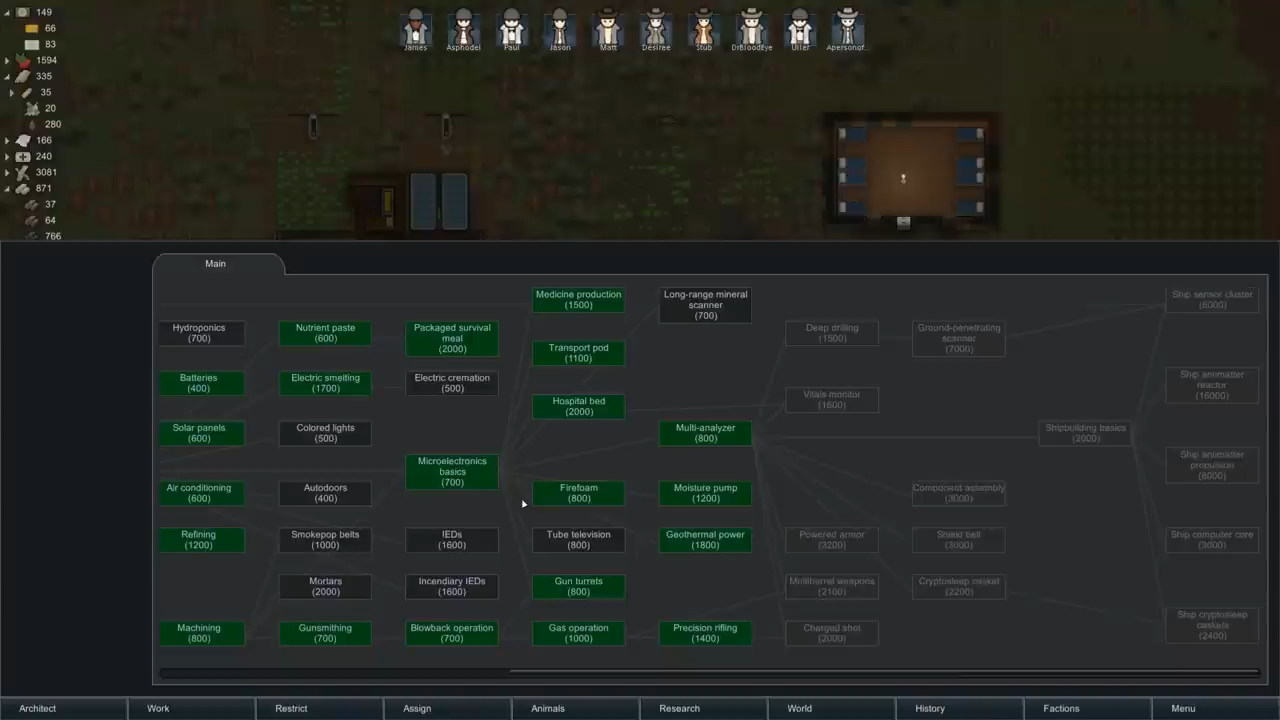 149
66
83
1594
335
35
20
280
166
240
3081
871
37
64
766
James
Asphodel
Paul
Jason
Matt
Desiree
Stub
DrBloodEye
Uller
Apersonof..
Main
Hydroponics
(700)
Nutrient paste
(600)
Packaged survival
meal
(2000)
Medicine production
(1500)
Long-range mineral
scanner
(700)
Transport pod
(1100)
Deep drilling
(1500)
Ground-penetrating
scanner
(7000)
Ship sensor cluster
(6000)
Batteries
(400)
Electric smelting
(1700)
Electric cremation
(500)
Hospital bed
(2000)
Vitals monitor
(1600)
Ship animatter
reactor
(16000)
Solar panels
(600)
Colored lights
(500)
Microelectronics
basics
(700)
Multi-analyzer
(800)
Shipbuilding basics
(2000)
Ship animatter
propulsion
(8000)
Air conditioning
(600)
Autodoors
(400)
Firefoam
(800)
Moisture pump
(1200)
Component assembly
(3000)
Refining
(1200)
Smokepop belts
(1000)
IEDs
(1600)
Tube television
(800)
Geothermal power
(1800)
Powered armor
(3200)
Shield belt
(3000)
Ship computer core
(3000)
Mortars
(2000)
Incendiary IEDs
(1600)
Gun turrets
(800)
Multibarrel weapons
(2100)
Cryptosleep casket
(2200)
Ship cryptosleep
caskets
(2400)
Machining
(800)
Gunsmithing
(700)
Blowback operation
(700)
Gas operation
(1000)
Precision rifling
(1400)
Charged shot
(2000)
Architect
Work
Restrict
Assign
Animals
Research
World
History
Factions
Menu